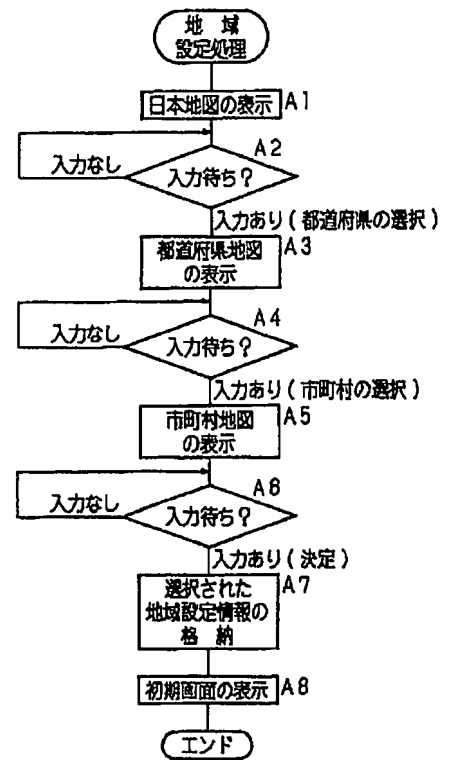 地域
設定処理
日本地図の表示 A1
A2
入力なし
入力待ち?
入力あり(都道府県の選択)
都道府県地図 A3
の表示
A4
入力なし
入力待ち?
入力あり(市町村の選択)
市町村地図 A5
の表示
A6
入力なし
入力待ち?
入力あり(決定)
選択された A7
地域設定情報の
格納
初期画面の表示 A8
エンド